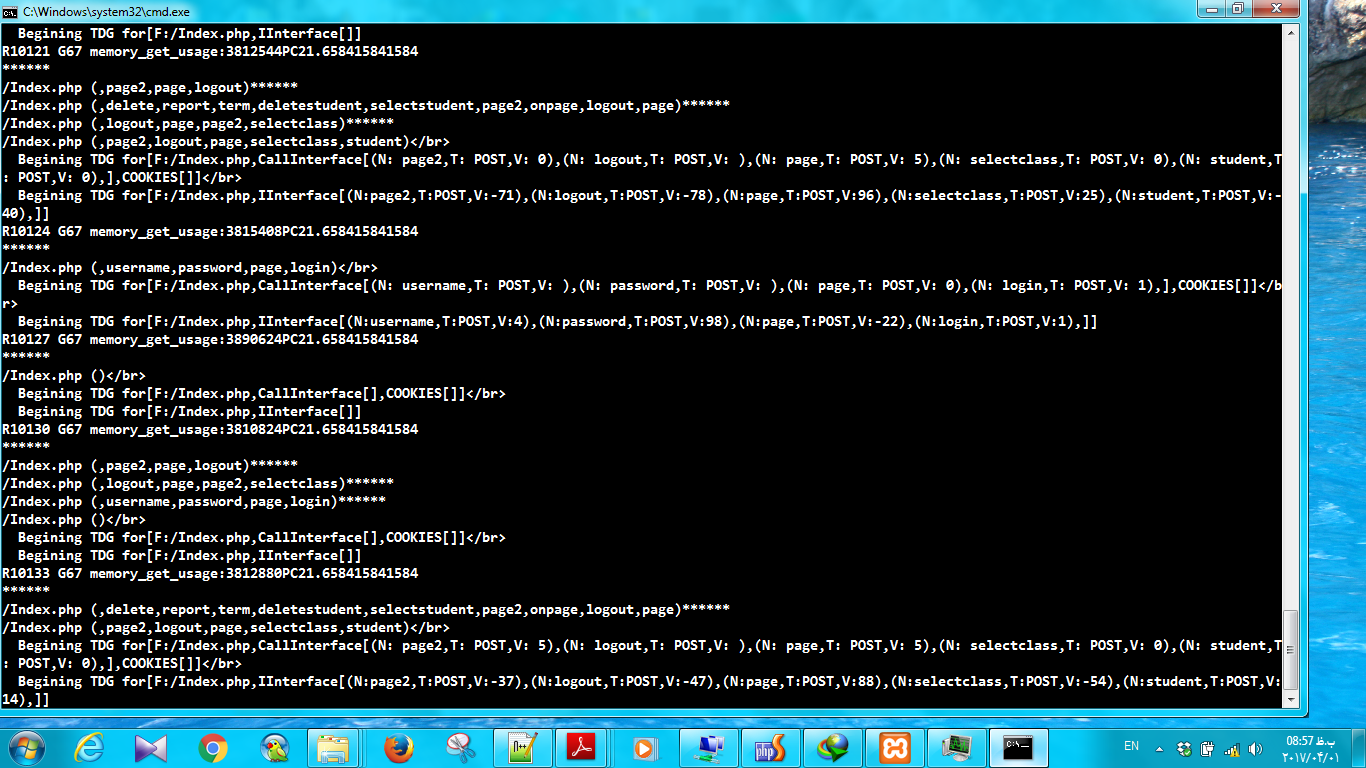 C:\Windows\system32\cmd.exe
  Begining TDG for[F:/Index.php,IInterface[]]
R10121 G67 memory_get_usage:3812544PC21.658415841584
******
/Index.php (,page2,page,logout)******
/Index.php (,delete,report,term,deletestudent,selectstudent,page2,onpage,logout,page)******
/Index.php (,logout,page,page2,selectclass)******
/Index.php (,page2,logout,page,selectclass,student)</br>
  Begining TDG for[F:/Index.php,CallInterface[(N: page2,T: POST,V: 0),(N: logout,T: POST,V: ),(N: page,T: POST,V: 5),(N: selectclass,T: POST,V: 0),(N: student,T
: POST,V: 0),],COOKIES[]]</br>
  Begining TDG for[F:/Index.php,IInterface[(N:page2,T:POST,V:-71),(N:logout,T:POST,V:-78),(N:page,T:POST,V:96),(N:selectclass,T:POST,V:25),(N:student,T:POST,V:-
40),]]
R10124 G67 memory_get_usage:3815408PC21.658415841584
******
/Index.php (,username,password,page,login)</br>
  Begining TDG for[F:/Index.php,CallInterface[(N: username,T: POST,V: ),(N: password,T: POST,V: ),(N: page,T: POST,V: 0),(N: login,T: POST,V: 1),],COOKIES[]]</b
r>
  Begining TDG for[F:/Index.php,IInterface[(N:username,T:POST,V:4),(N:password,T:POST,V:98),(N:page,T:POST,V:-22),(N:login,T:POST,V:1),]]
R10127 G67 memory_get_usage:3890624PC21.658415841584
******
/Index.php ()</br>
  Begining TDG for[F:/Index.php,CallInterface[],COOKIES[]]</br>
  Begining TDG for[F:/Index.php,IInterface[]]
R10130 G67 memory_get_usage:3810824PC21.658415841584
******
/Index.php (,page2,page,logout)******
/Index.php (,logout,page,page2,selectclass)******
/Index.php (,username,password,page,login)******
/Index.php ()</br>
  Begining TDG for[F:/Index.php,CallInterface[],COOKIES[]]</br>
  Begining TDG for[F:/Index.php,IInterface[]]
R10133 G67 memory_get_usage:3812880PC21.658415841584
******
/Index.php (,delete,report,term,deletestudent,selectstudent,page2,onpage,logout,page)******
/Index.php (,page2,logout,page,selectclass,student)</br>
  Begining TDG for[F:/Index.php,CallInterface[(N: page2,T: POST,V: 5),(N: logout,T: POST,V: ),(N: page,T: POST,V: 5),(N: selectclass,T: POST,V: 0),(N: student,T
: POST,V: 0),],COOKIES[]]</br>
  Begining TDG for[F:/Index.php,IInterface[(N:page2,T:POST,V:-37),(N:logout,T:POST,V:-47),(N:page,T:POST,V:88),(N:selectclass,T:POST,V:-54),(N:student,T:POST,V:
14),]]
EN
08:57 ب.ظ
۲۰۱۷/۰۴/۰۱